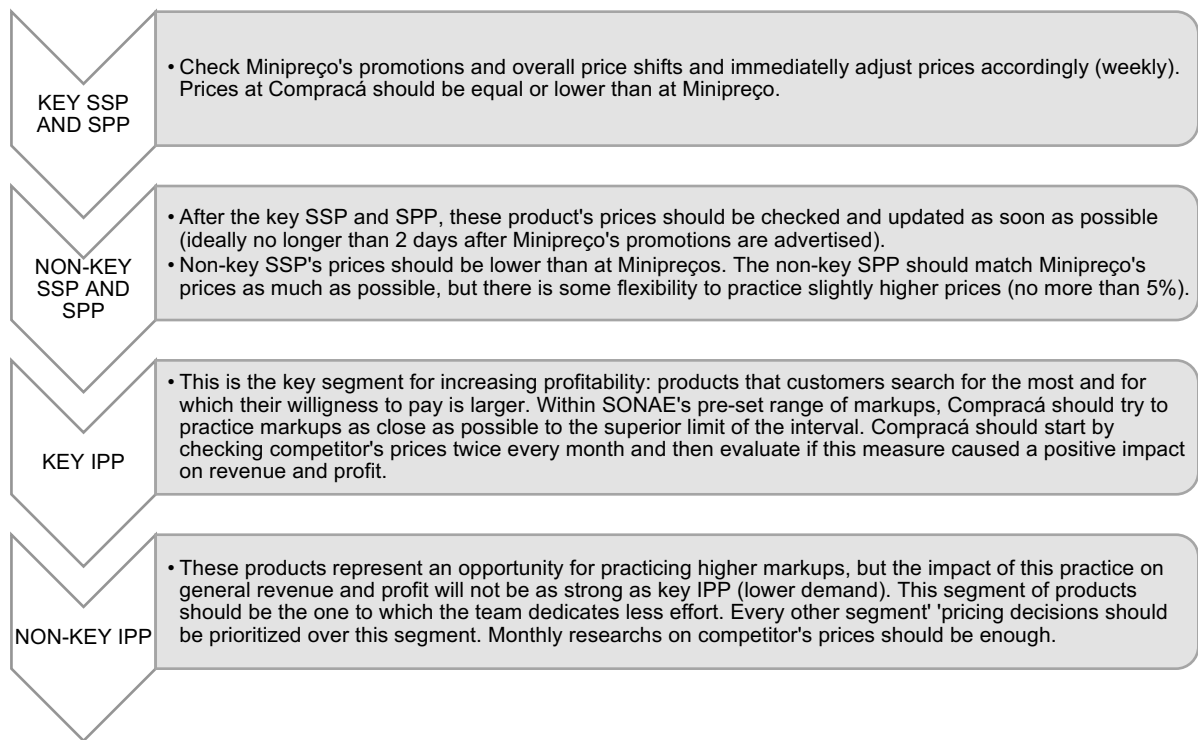 KEY SSP
AND SPP
• Check Minipreço's promotions and overall price shifts and immediatelly adjust prices accordingly (weekly).
Prices at Compracá should be equal or lower than at Minipreço.
NON-KEY
SSP AND
SPP
• After the key SSP and SPP, these product's prices should be checked and updated as soon as possible
(ideally no longer than 2 days after Minipreço's promotions are advertised).
• Non-key SSP's prices should be lower than at Minipreços. The non-key SPP should match Minipreço's
prices as much as possible, but there is some flexibility to practice slightly higher prices (no more than 5%).
KEY IPP
• This is the key segment for increasing profitability: products that customers search for the most and for
which their willigness to pay is larger. Within SONAE's pre-set range of markups, Compracá should try to
practice markups as close as possible to the superior limit of the interval. Compracá should start by
checking competitor's prices twice every month and then evaluate if this measure caused a positive impact
on revenue and profit.
NON-KEY IPP
• These products represent an opportunity for practicing higher markups, but the impact of this practice on
general revenue and profit will not be as strong as key IPP (lower demand). This segment of products
should be the one to which the team dedicates less effort. Every other segment' 'pricing decisions should
be prioritized over this segment. Monthly researchs on competitor's prices should be enough.